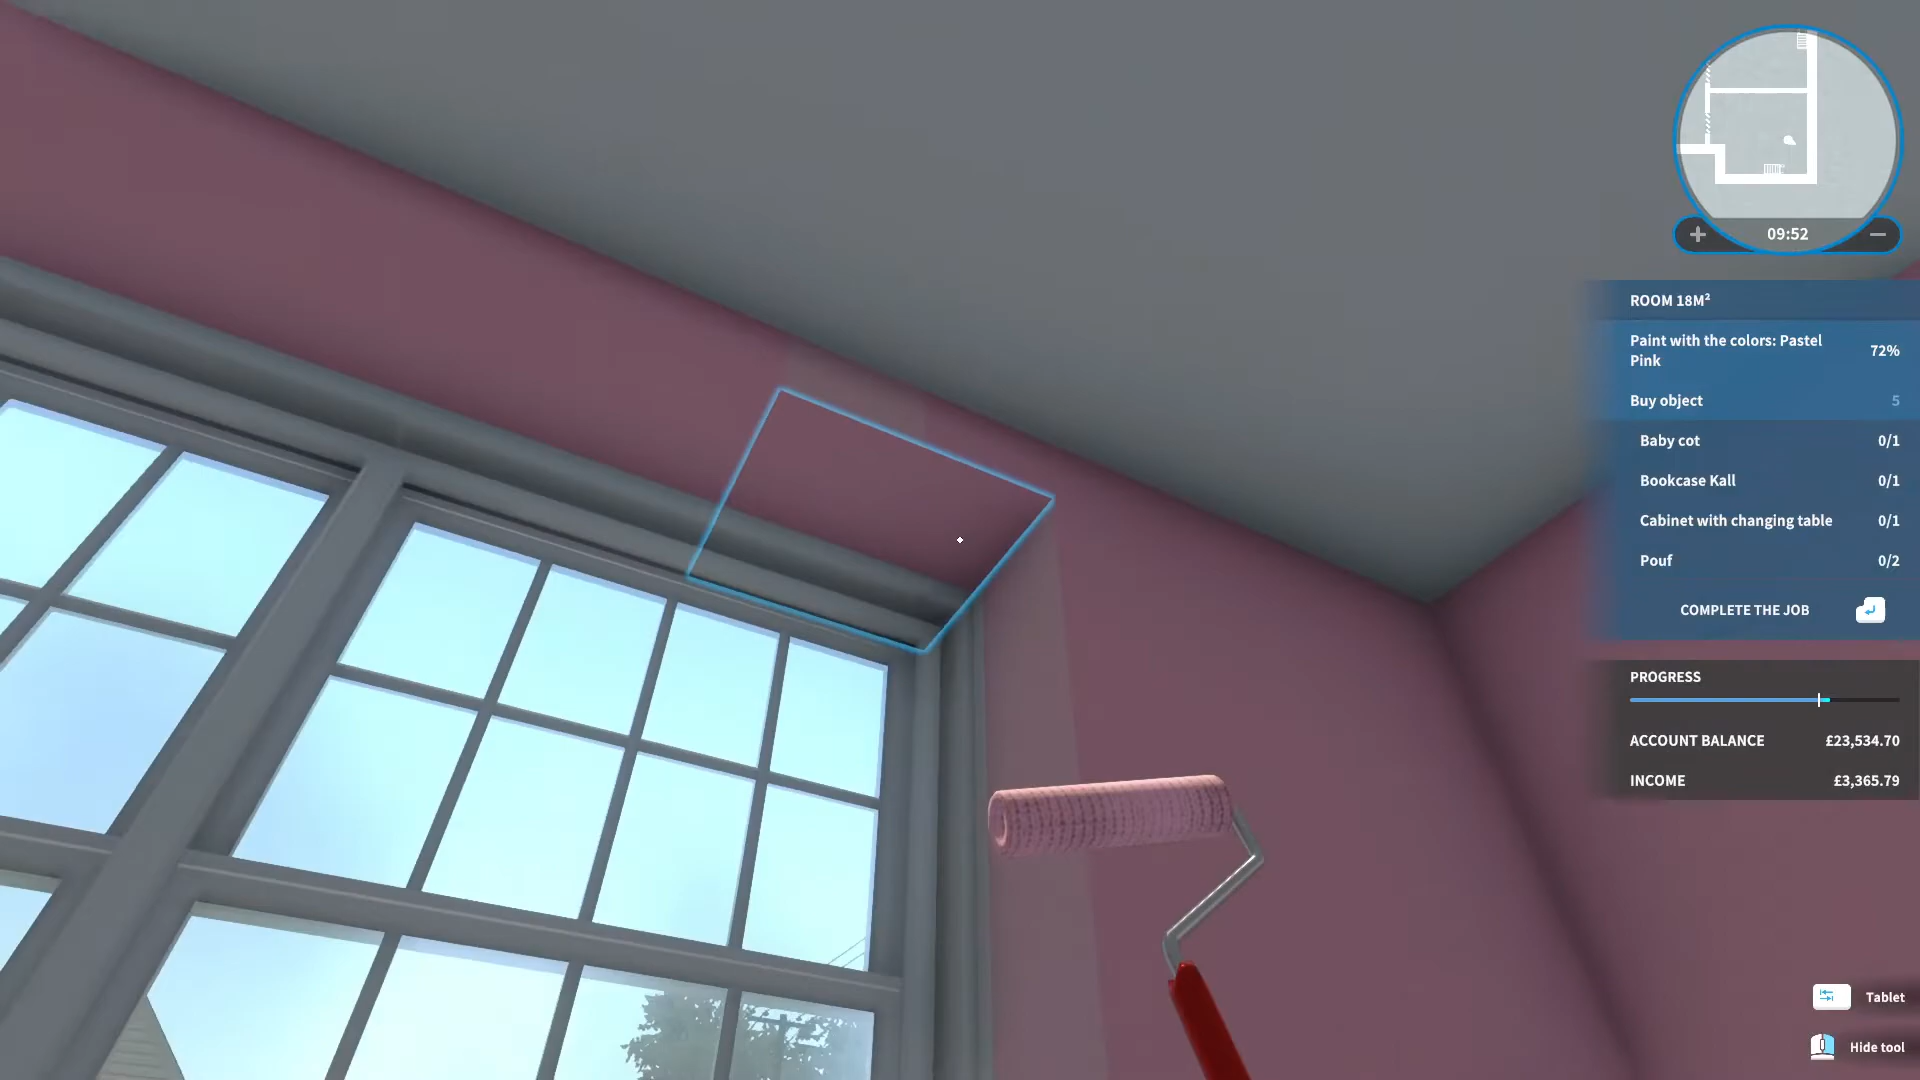 09:52
ROOM 18M²
Paint with the colors: Pastel
Pink
72%
Buy object 5
Baby cot 0/1
Bookcase Kall 0/1
Cabinet with changing table 0/1
Pouf 0/2
COMPLETE THE JOB
PROGRESS
ACCOUNT BALANCE £23,534.70
INCOME £3,365.79
Tablet
Hide tool